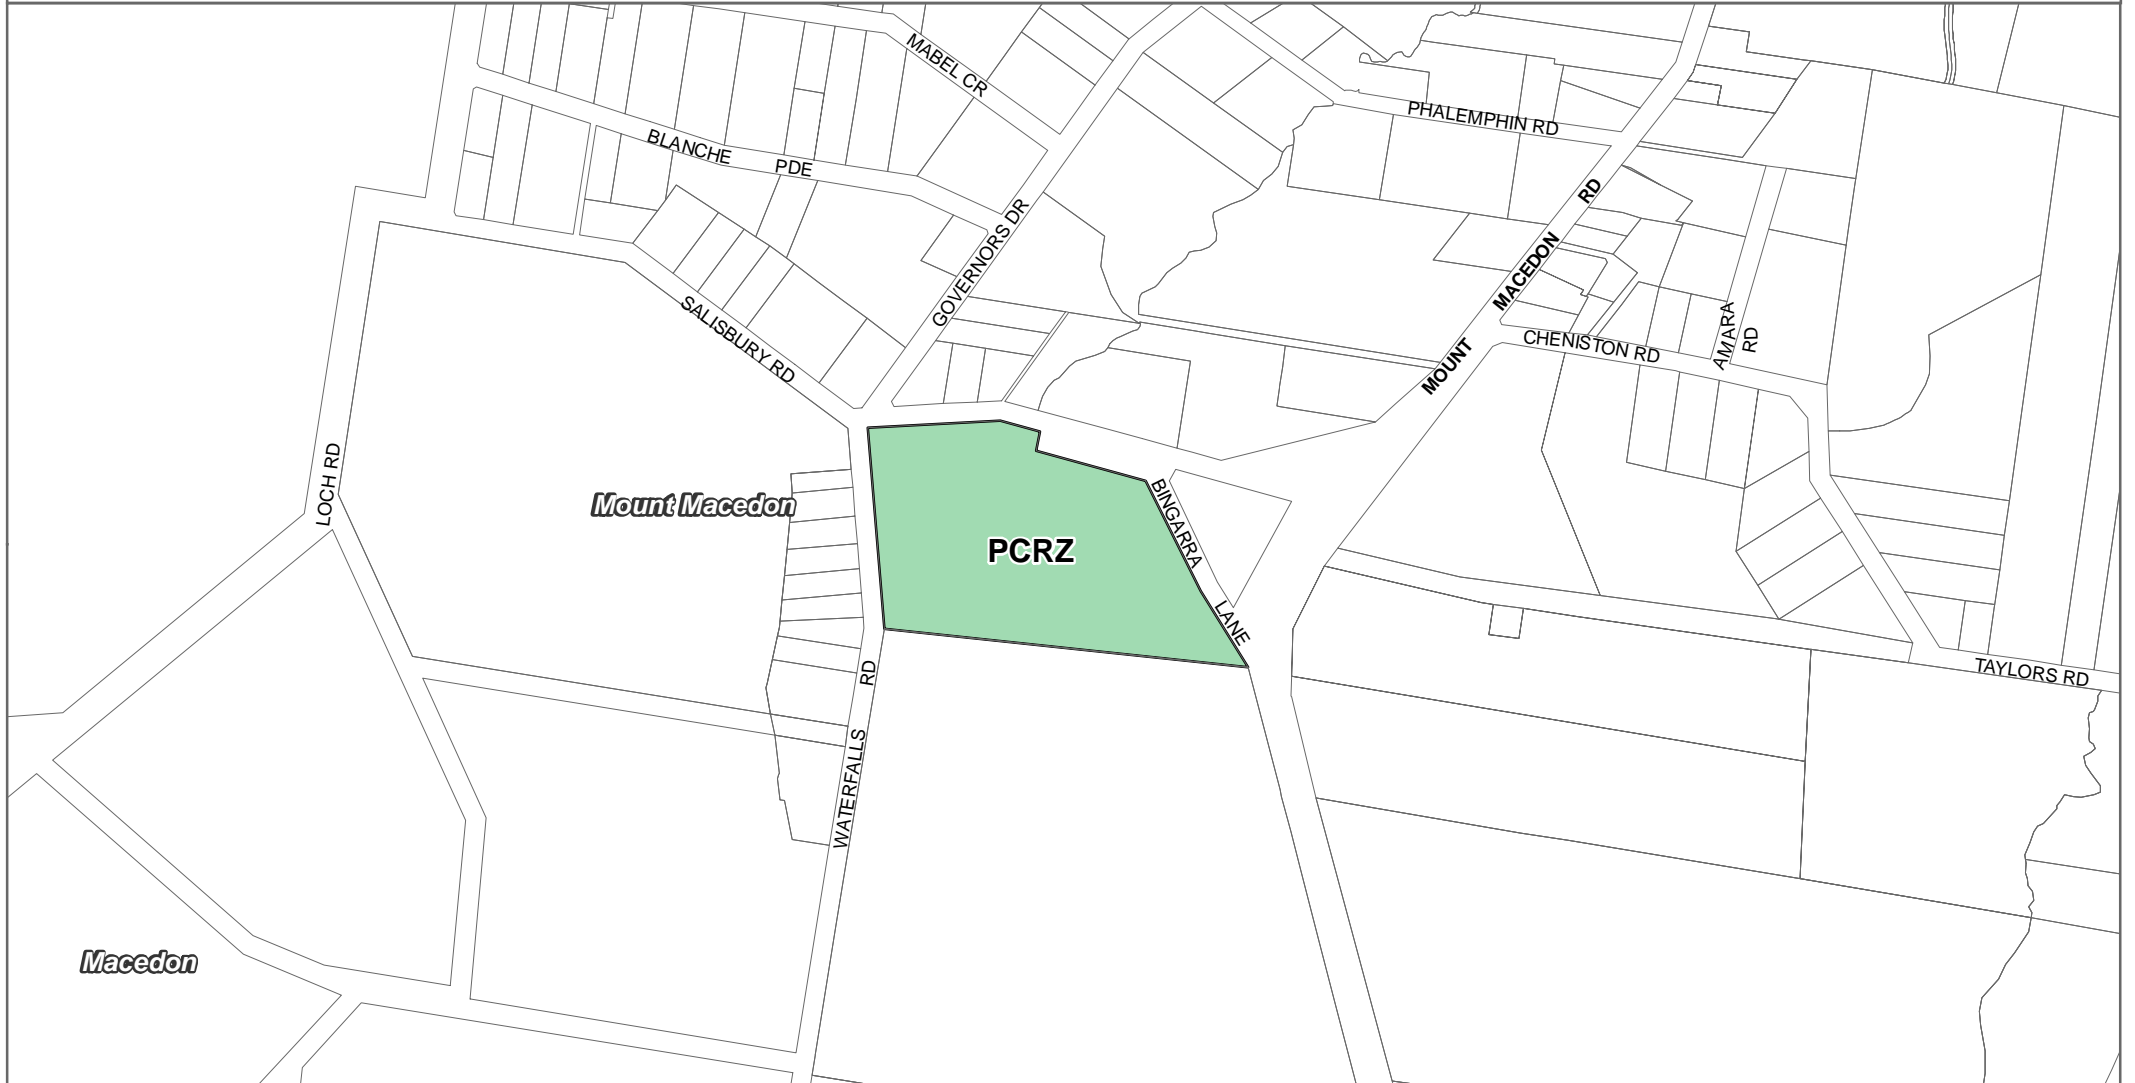 MABEL CR
PHALEMPHIN RD
BLANCHE PDE
MOUNT MACEDON RD
GOVERNORS DR
SALISBURY RD
CHENISTON RD
AMARA RD
LOCH RD
Mount Macedon
BINGARRA LANE
PCRZ
WATERFALLS RD
TAYLORS RD
Macedon